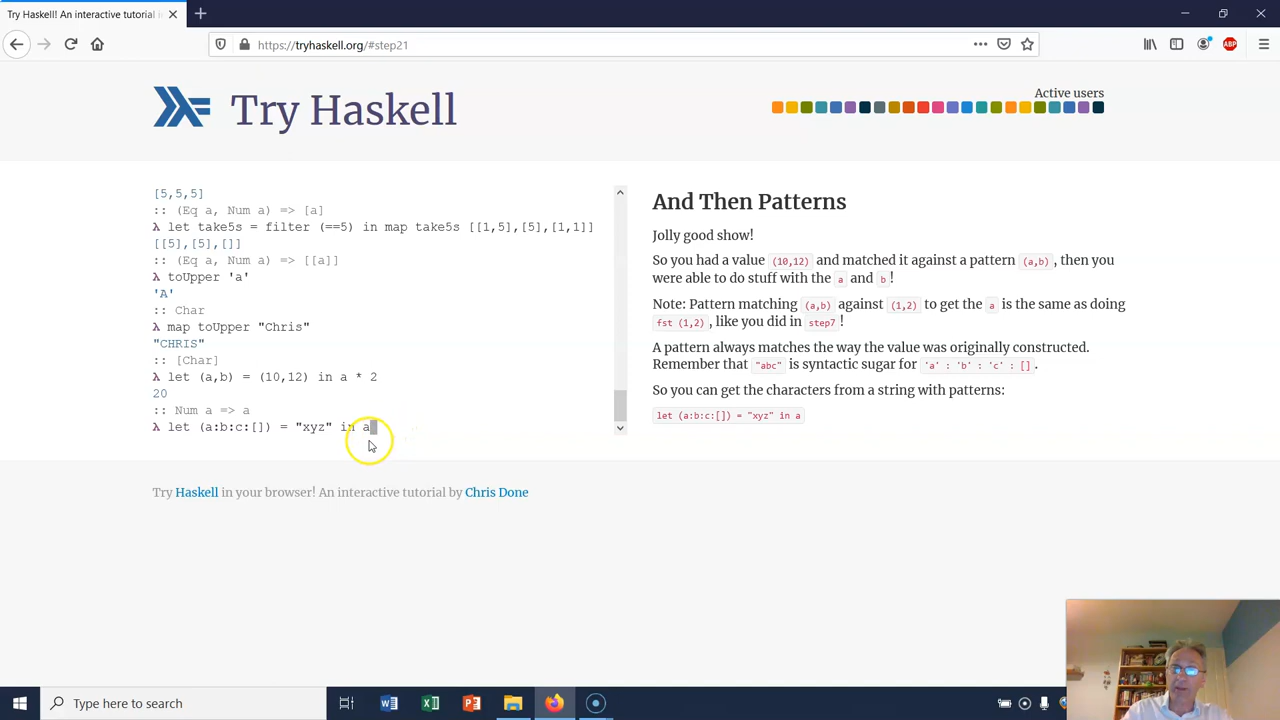 Try Haskell! An interactive tutorial i
https://tryhaskell.org/#step21
ABP
Try Haskell
Active users
[5,5,5]
:: (Eq a, Num a) => [a]
λ let take5s = filter (==5) in map take5s [[1,5],[5],[1,1]]
[[5],[5],[]]
:: (Eq a, Num a) => [[a]]
λ toUpper 'a'
'A'
:: Char
λ map toUpper "Chris"
"CHRIS"
:: [Char]
λ let (a,b) = (10,12) in a * 2
20
:: Num a => a
λ let (a:b:c:[]) = "xyz" in a
And Then Patterns
Jolly good show!
So you had a value (10,12) and matched it against a pattern (a,b), then you
were able to do stuff with the a and b!
Note: Pattern matching (a,b) against (1,2) to get the a is the same as doing
fst (1,2), like you did in step7!
A pattern always matches the way the value was originally constructed.
Remember that "abc" is syntactic sugar for 'a' : 'b' : 'c' : [].
So you can get the characters from a string with patterns:
let (a:b:c:[]) = "xyz" in a
Try Haskell in your browser! An interactive tutorial by Chris Done
Type here to search